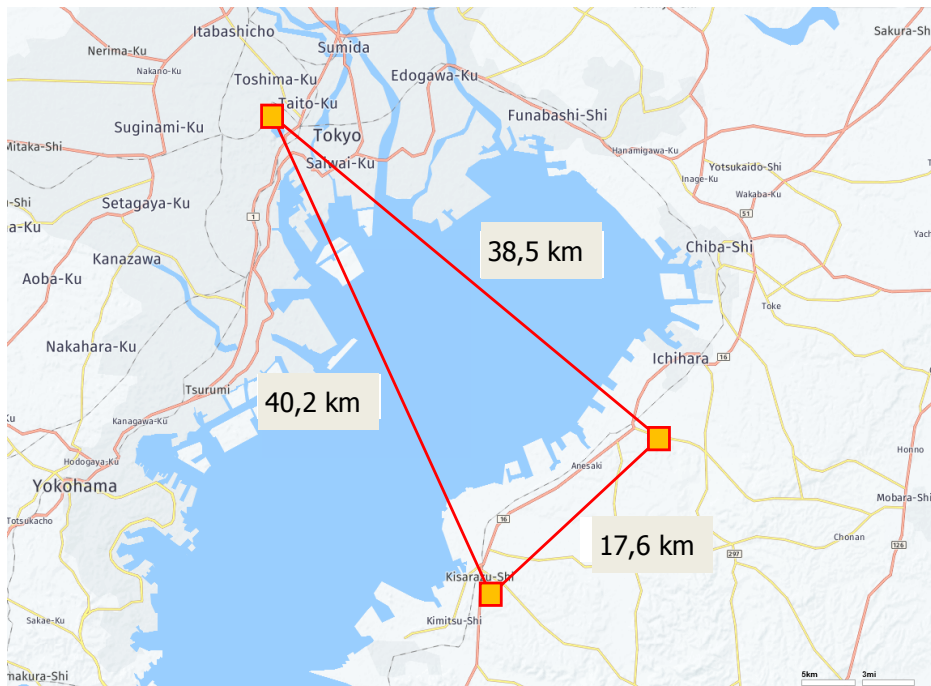 Itabashicho
Sakura-Sh
Nerima-Ku
Sumida
Nakano-Ku
Toshima-Ku
Edogawa-Ku
Taito-Ku
Funabashi-Shi
Suginami-Ku
Tokyo
Mitaka-Shi
Saiwai-Ku
Hanamigawa-Ku
Yotsukaido-Shi
Inage-Ku
Wakaba-Ku
u-Shi
Setagaya-Ku
1
51
a-Ku
Yach
38,5 km
Chiba-Shi
Kanazawa
Aoba-Ku
Toke
Nakahara-Ku
Ichihara
16
Tsurumi
40,2 km
Kanagawa-Ku
Ku
Honno
Hodogaya-Ku
Anesaki
Yokohama
Mobara-Shi
Totsukacho
16
Chonan
17,6 km
126
297
Kisarazu-Shi
Sakae-Ku
Kimitsu-Shi
makura-Shi
5km
3mi